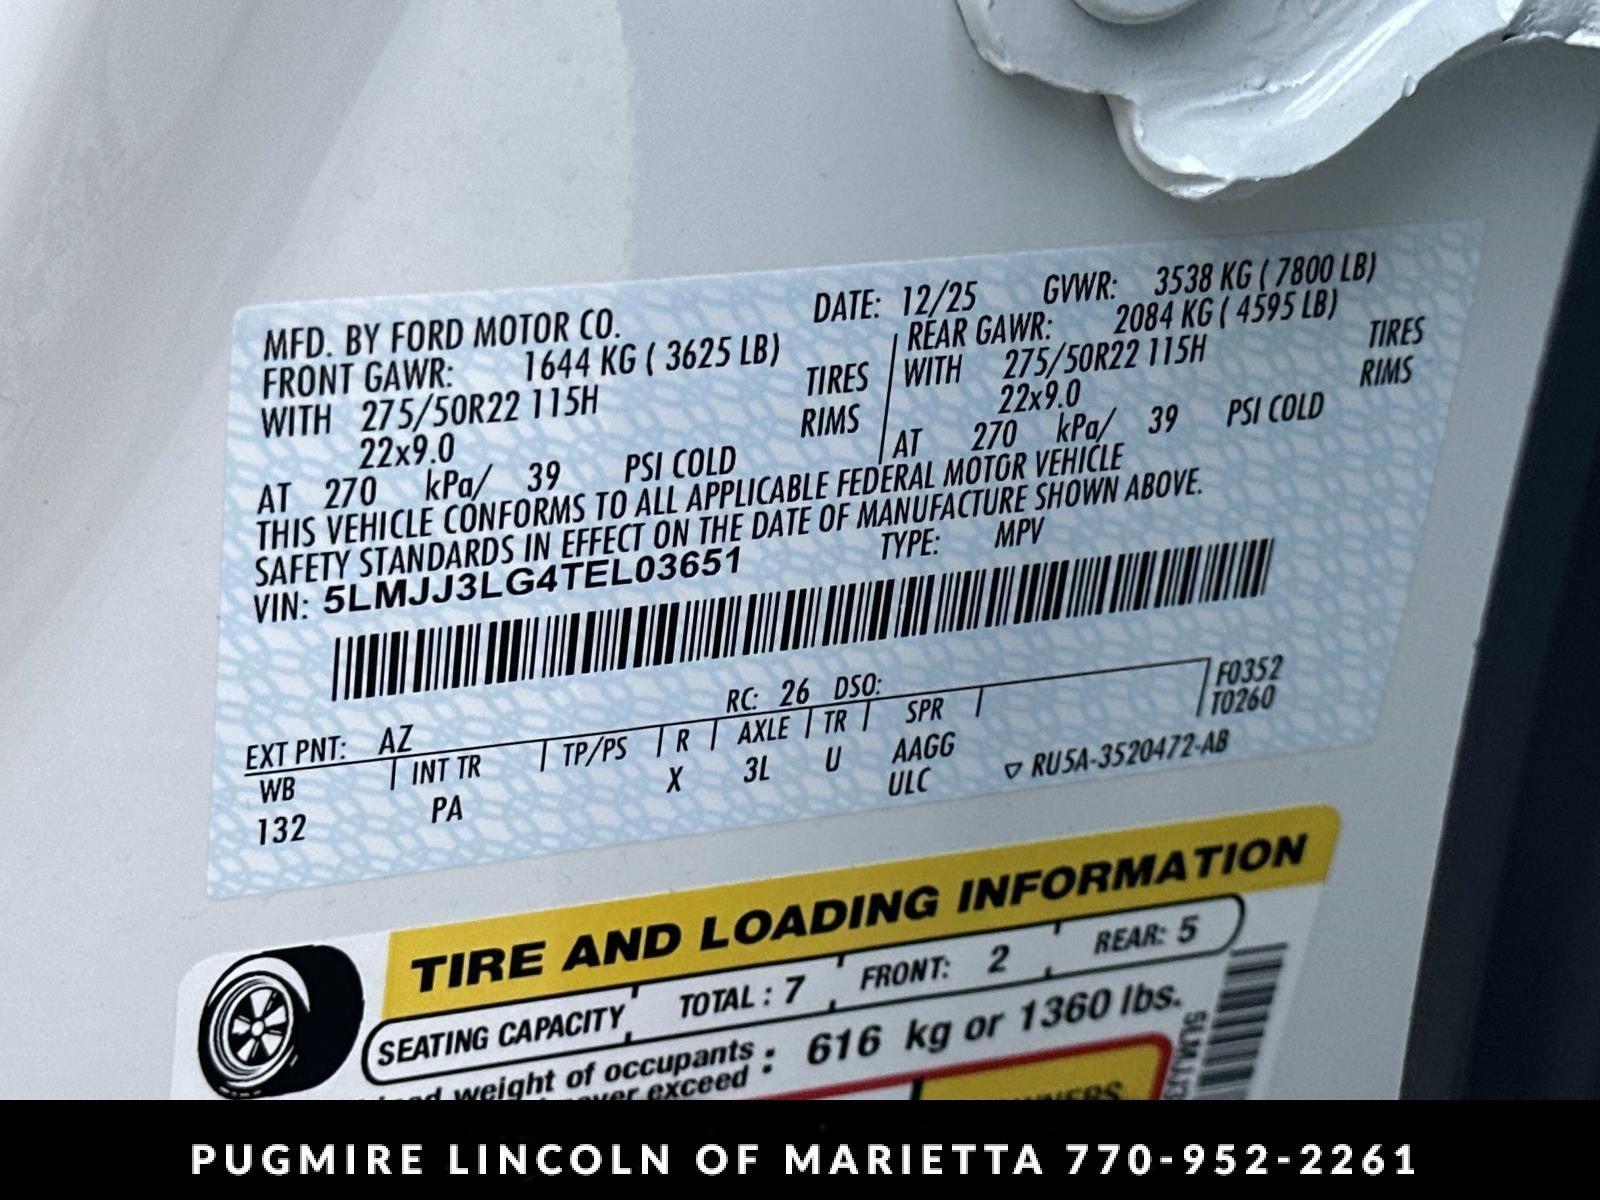 MFD. BY FORD MOTOR CO. DATE: 12/25 GVWR: 3538 KG ( 7800 LB)
FRONT GAWR: 1644 KG ( 3625 LB) REAR GAWR: 2084 KG ( 4595 LB)
WITH 275/50R22 115H TIRES WITH 275/50R22 115H TIRES
22x9.0 RIMS 22x9.0 RIMS
AT 270 kPa/ 39 PSI COLD AT 270 kPa/ 39 PSI COLD
THIS VEHICLE CONFORMS TO ALL APPLICABLE FEDERAL MOTOR VEHICLE
SAFETY STANDARDS IN EFFECT ON THE DATE OF MANUFACTURE SHOWN ABOVE.
VIN: 5LMJJ3LG4TEL03651 TYPE: MPV
EXT PNT: AZ RC: 26 DSO: F0352
WB INT TR TP/PS R AXLE TR SPR T0260
132 PA X 3L U AAGG
ULC ▽ RU5A-3520472-AB
TIRE AND LOADING INFORMATION
SEATING CAPACITY TOTAL : 7 FRONT: 2 REAR: 5
weight of occupants : 616 kg or 1360 lbs.
exceed :
5LMJJ3
PUGMIRE LINCOLN OF MARIETTA 770-952-2261